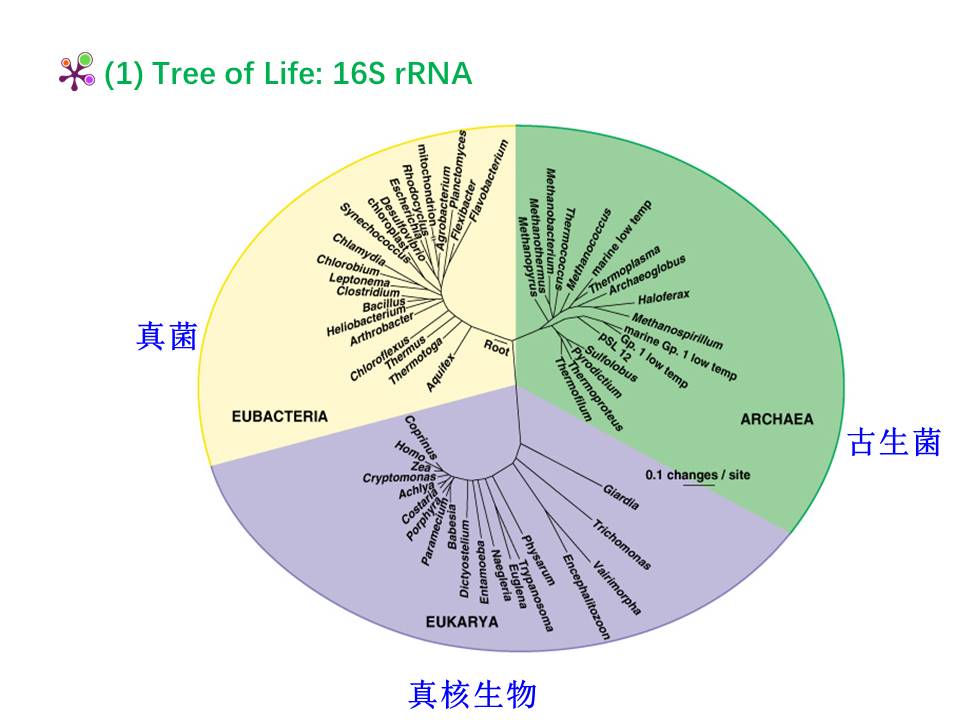 (1) Tree of Life: 16S rRNA
真菌
古生菌
真核生物
EUBACTERIA
ARCHAEA
EUKARYA
Root
0.1 changes / site
Flavobacterium
Flexibacter
Planctomyces
Agrobacterium
mitochondrion
Rhodocyclus
Escherichia
Desulfovibrio
chloroplast
Synechococcus
Chlamydia
Chlorobium
Leptonema
Clostridium
Bacillus
Heliobacterium
Arthrobacter
Chloroflexus
Thermus
Thermotoga
Aquifex
Methanopyrus
Methanothermus
Methanobacterium
Thermococcus
Methanococcus
marine low temp
Thermoplasma
Archaeoglobus
Haloferax
Methanospirillum
marine Gp. 1 low temp
Gp. 1 low temp
pSL 12
Sulfolobus
Pyrodictium
Thermoproteus
Thermofilum
Coprinus
Homo
Zea
Cryptomonas
Achlya
Costaria
Porphyra
Paramecium
Babesia
Dictyostelium
Entamoeba
Naegleria
Euglena
Trypanosoma
Physarum
Encephalitozoon
Vairimorpha
Trichomonas
Giardia